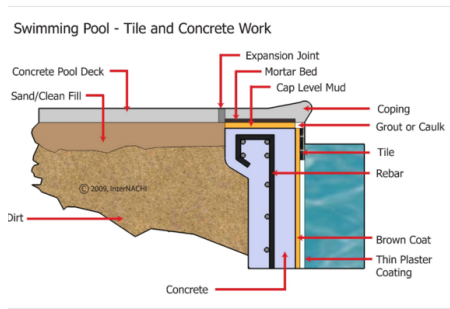 Swimming Pool - Tile and Concrete Work
Expansion Joint
Concrete Pool Deck
Mortar Bed
Cap Level Mud
Sand/Clean Fill
Coping
Grout or Caulk
Tile
Rebar
© 2009, InterNACHI
Dirt
Brown Coat
Thin Plaster
Coating
Concrete